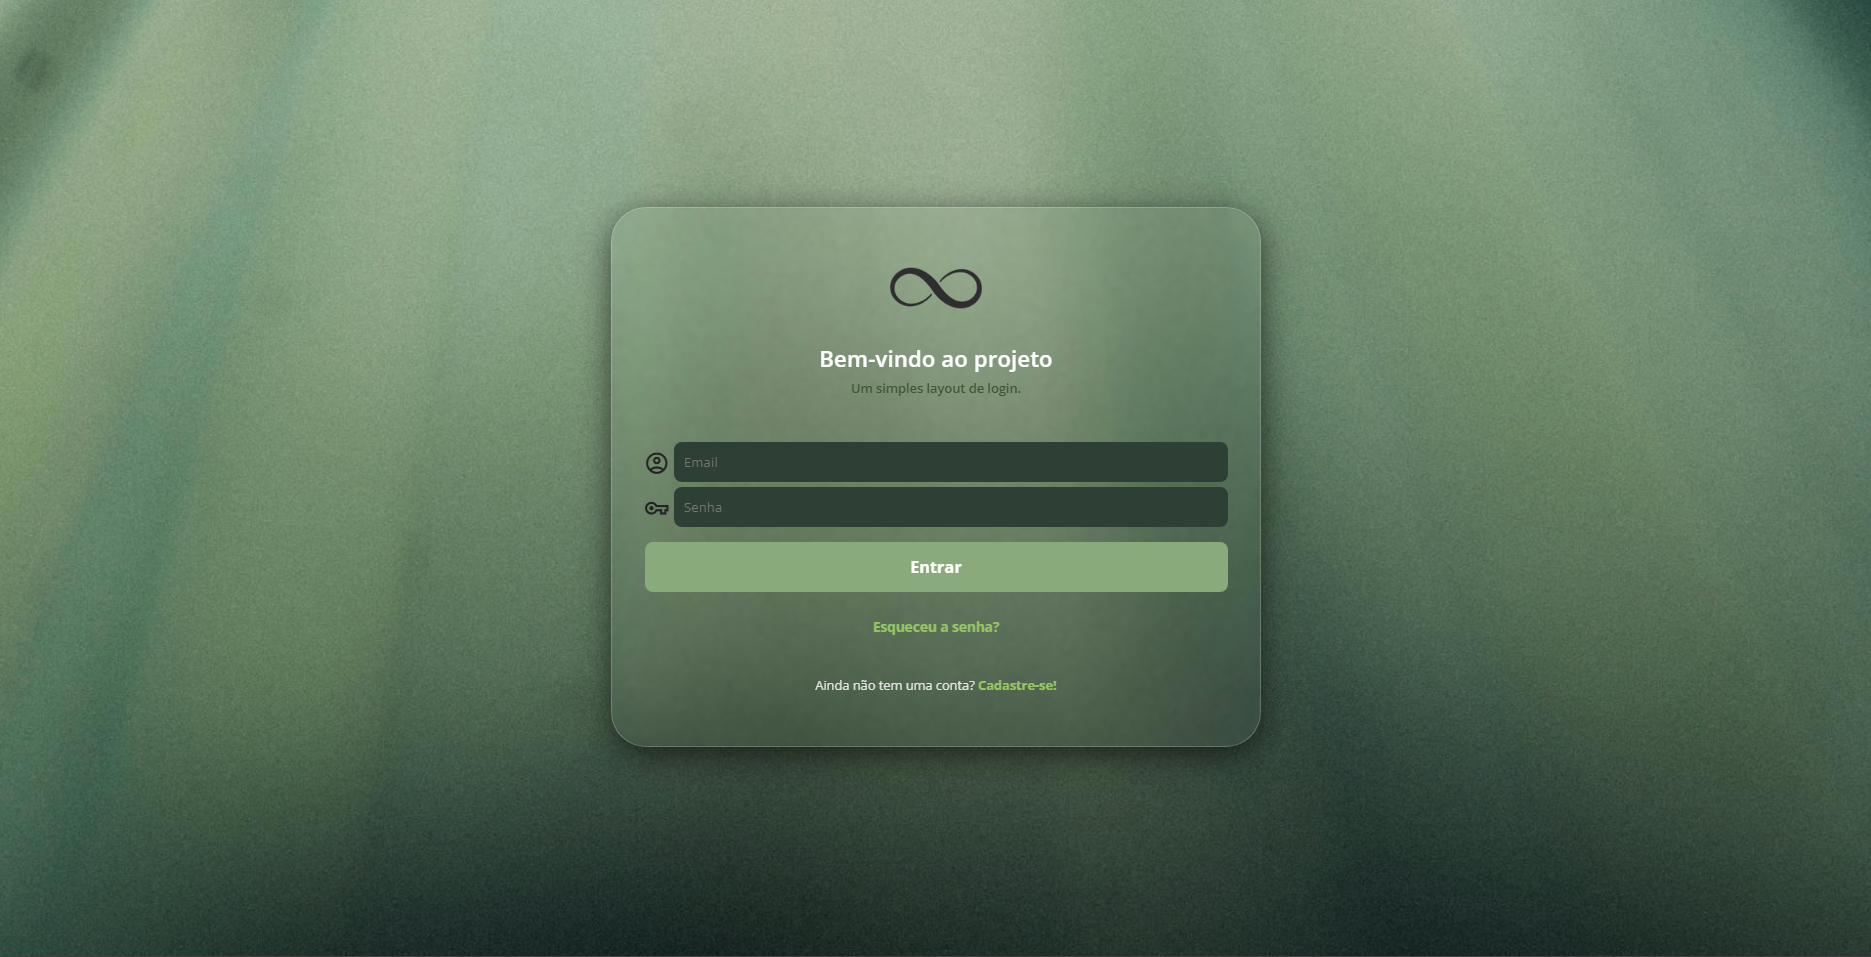 Bem-vindo ao projeto
Um simples layout de login.
Email
Senha
Entrar
Esqueceu a senha?
Ainda não tem uma conta? Cadastre-se!